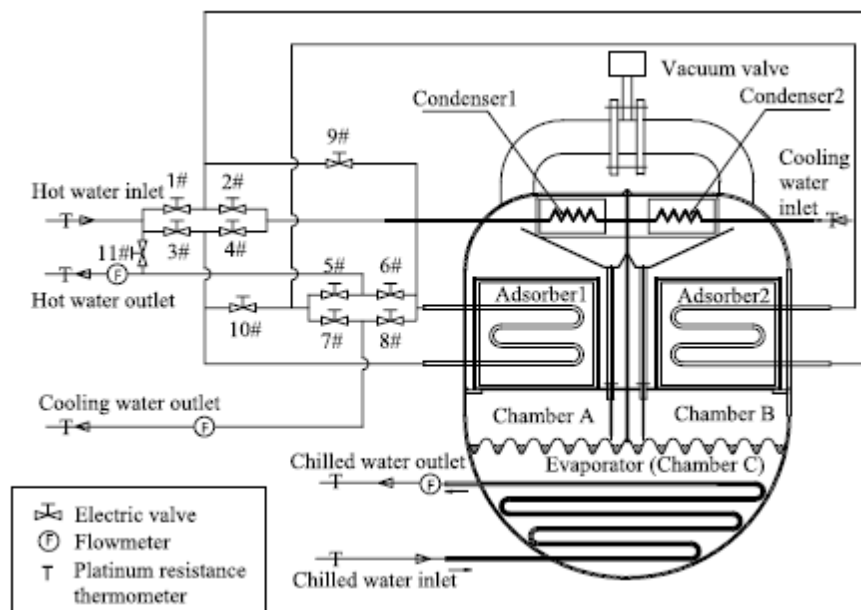 Vacuum valve
Condenser1
Condenser2
9#
Cooling
water
inlet
1#
2#
Hot water inlet
T
T
3#
4#
11#
T
F
5#
6#
Hot water outlet
Adsorber1
Adsorber2
10#
7#
8#
Cooling water outlet
T
F
Chamber A
Chamber B
Chilled water outlet
Evaporator (Chamber C)
T
F
Electric valve
F Flowmeter
T Platinum resistance
thermometer
T
Chilled water inlet